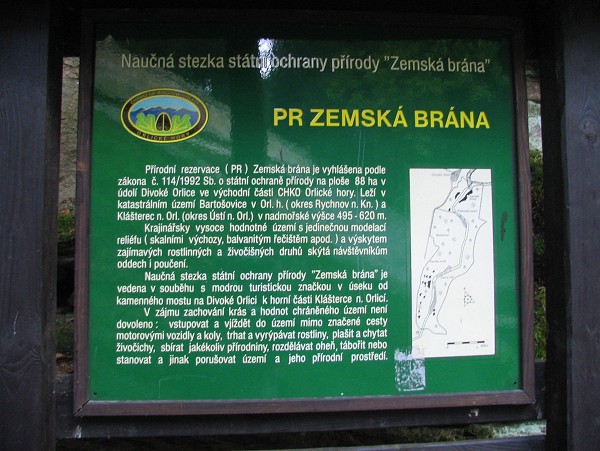 Naučná stezka státní ochrany přírody "Zemská brána"
ORLICKÉ HORY
PR ZEMSKÁ BRÁNA
Přírodní rezervace ( PR ) Zemská brána je vyhlášena podle
zákona č. 114/1992 Sb. o státní ochraně přírody na ploše 88 ha v
údolí Divoké Orlice ve východní části CHKO Orlické hory. Leží v
katastrálním území Bartošovice v Orl. h. ( okres Rychnov n. Kn. ) a
Klášterec n. Orl. (okres Ústí n. Orl.) v nadmořské výšce 495 - 620 m.
Krajinářsky vysoce hodnotné území s jedinečnou modelací
reliéfu ( skalními výchozy, balvanitým řečištěm apod. ) a výskytem
zajímavých rostlinných a živočišných druhů skýtá návštěvníkům
oddech i poučení.
Naučná stezka státní ochrany přírody "Zemská brána" je
vedena v souběhu s modrou turistickou značkou v úseku od
kamenného mostu na Divoké Orlici k horní části Klášterce n. Orlicí.
V zájmu zachování krás a hodnot chráněného území není
dovoleno : vstupovat a vjíždět do území mimo značené cesty
motorovými vozidly a koly, trhat a vyrýpávat rostliny, plašit a chytat
živočichy, sbírat jakékoliv přírodniny, rozdělávat oheň, tábořit nebo
stanovat a jinak porušovat území a jeho přírodní prostředí.